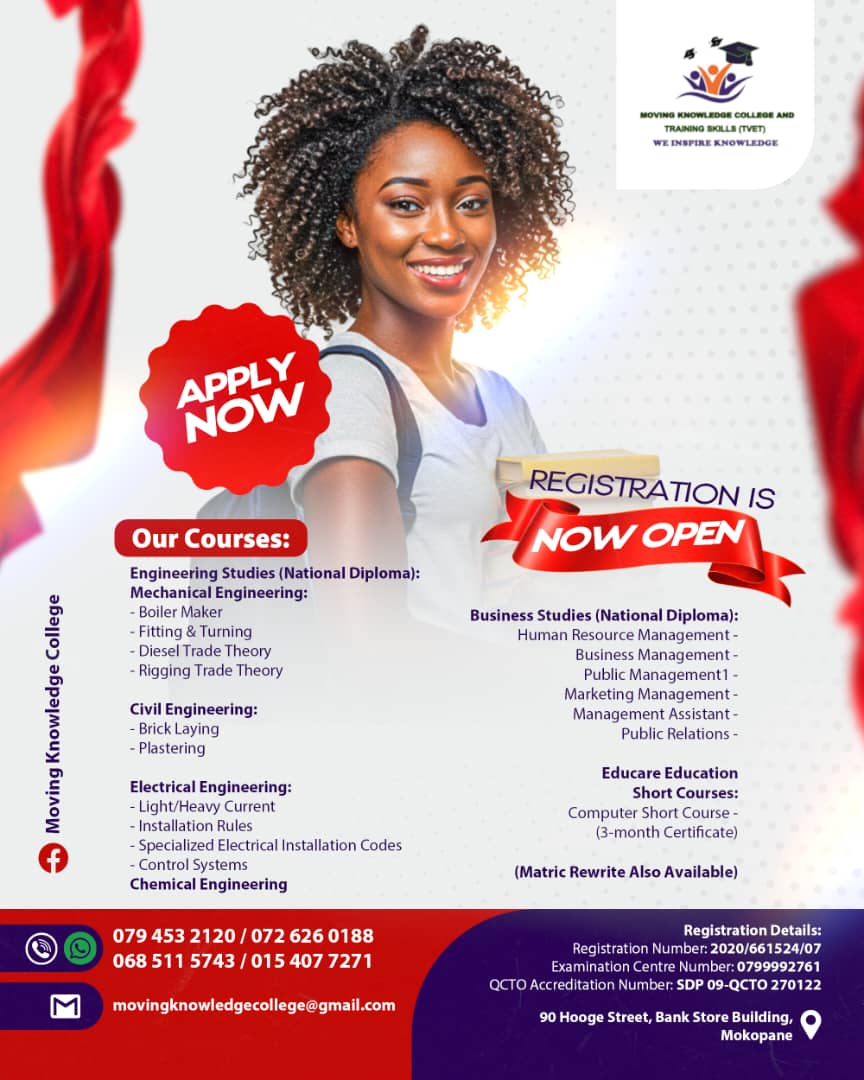 MOVING KNOWLEDGE COLLEGE AND
TRAINING SKILLS (TVET)
WE INSPIRE KNOWLEDGE
APPLY
NOW
REGISTRATION IS
NOW OPEN
Our Courses:
Engineering Studies (National Diploma):
Mechanical Engineering:
- Boiler Maker
- Fitting & Turning
- Diesel Trade Theory
- Rigging Trade Theory
Civil Engineering:
- Brick Laying
- Plastering
Electrical Engineering:
- Light/Heavy Current
- Installation Rules
- Specialized Electrical Installation Codes
- Control Systems
Chemical Engineering
Business Studies (National Diploma):
Human Resource Management -
Business Management -
Public Management1 -
Marketing Management -
Management Assistant -
Public Relations -
Educare Education
Short Courses:
Computer Short Course -
(3-month Certificate)
(Matric Rewrite Also Available)
Moving Knowledge College
079 453 2120 / 072 626 0188
068 511 5743 / 015 407 7271
movingknowledgecollege@gmail.com
Registration Details:
Registration Number: 2020/661524/07
Examination Centre Number: 0799992761
QCTO Accreditation Number: SDP 09-QCTO 270122
90 Hooge Street, Bank Store Building,
Mokopane